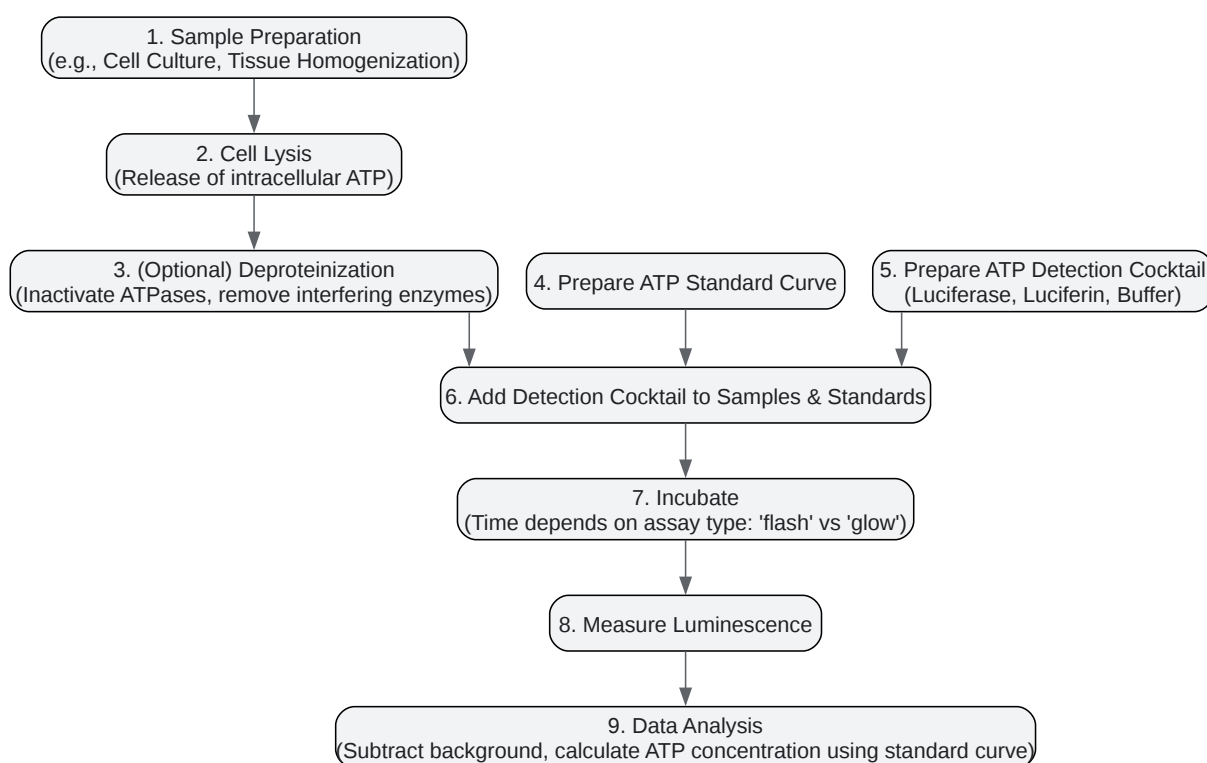 1. Sample Preparation
(e.g., Cell Culture, Tissue Homogenization)
2. Cell Lysis
(Release of intracellular ATP)
3. (Optional) Deproteinization
(Inactivate ATPases, remove interfering enzymes)
4. Prepare ATP Standard Curve
5. Prepare ATP Detection Cocktail
(Luciferase, Luciferin, Buffer)
6. Add Detection Cocktail to Samples & Standards
7. Incubate
(Time depends on assay type: 'flash' vs 'glow')
8. Measure Luminescence
9. Data Analysis
(Subtract background, calculate ATP concentration using standard curve)